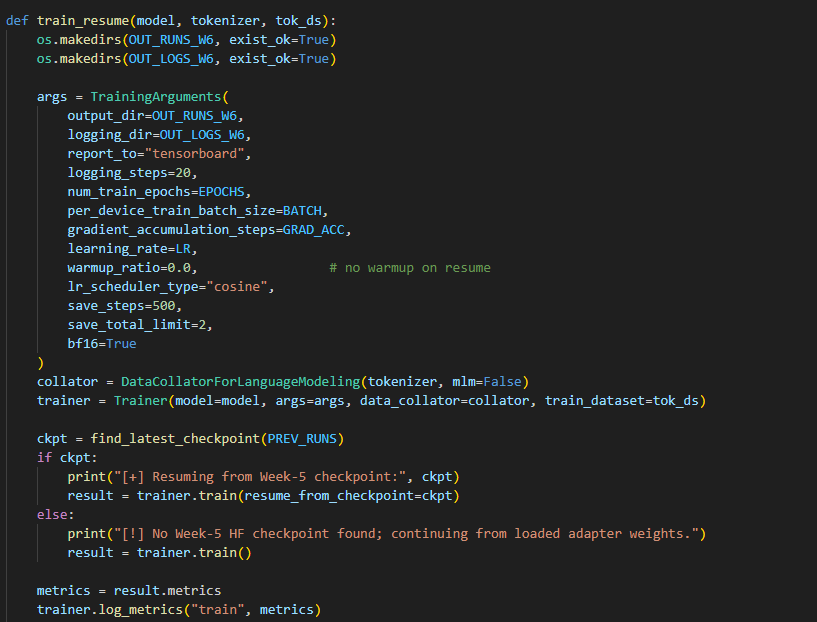 def train_resume(model, tokenizer, tok_ds):
    os.makedirs(OUT_RUNS_W6, exist_ok=True)
    os.makedirs(OUT_LOGS_W6, exist_ok=True)

    args = TrainingArguments(
        output_dir=OUT_RUNS_W6,
        logging_dir=OUT_LOGS_W6,
        report_to="tensorboard",
        logging_steps=20,
        num_train_epochs=EPOCHS,
        per_device_train_batch_size=BATCH,
        gradient_accumulation_steps=GRAD_ACC,
        learning_rate=LR,
        warmup_ratio=0.0,                 # no warmup on resume
        lr_scheduler_type="cosine",
        save_steps=500,
        save_total_limit=2,
        bf16=True
    )
    collator = DataCollatorForLanguageModeling(tokenizer, mlm=False)
    trainer = Trainer(model=model, args=args, data_collator=collator, train_dataset=tok_ds)

    ckpt = find_latest_checkpoint(PREV_RUNS)
    if ckpt:
        print("[+] Resuming from Week-5 checkpoint:", ckpt)
        result = trainer.train(resume_from_checkpoint=ckpt)
    else:
        print("[!] No Week-5 HF checkpoint found; continuing from loaded adapter weights.")
        result = trainer.train()

    metrics = result.metrics
    trainer.log_metrics("train", metrics)